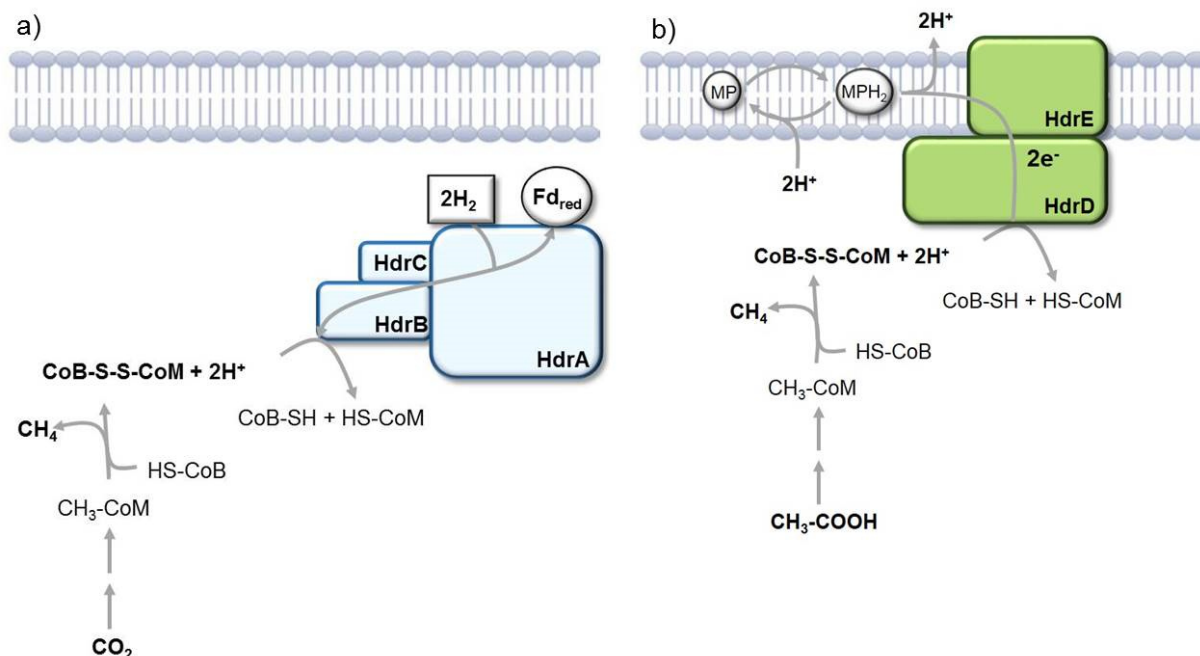 a)
2H₂
Fd_red
HdrC
HdrB
HdrA
CoB-S-S-CoM + 2H⁺
CoB-SH + HS-CoM
CH₄
HS-CoB
CH₃-CoM
CO₂
b)
2H⁺
MP
MPH₂
HdrE
2e⁻
2H⁺
HdrD
CoB-S-S-CoM + 2H⁺
CoB-SH + HS-CoM
CH₄
HS-CoB
CH₃-CoM
CH₃-COOH